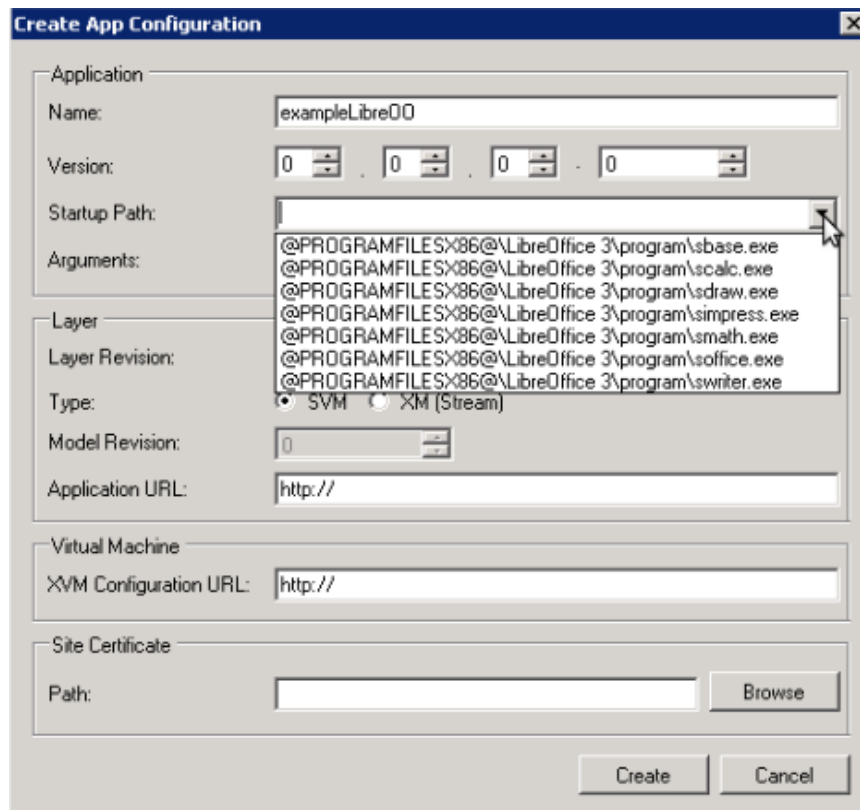 Create App Configuration
Application
Name: exampleLibreOO
Version: 0 . 0 . 0 - 0
Startup Path:
@PROGRAMFILESX86@\LibreOffice 3\program\sbase.exe
Arguments:
@PROGRAMFILESX86@\LibreOffice 3\program\scalc.exe
@PROGRAMFILESX86@\LibreOffice 3\program\sdraw.exe
@PROGRAMFILESX86@\LibreOffice 3\program\simpress.exe
Layer
@PROGRAMFILESX86@\LibreOffice 3\program\smath.exe
Layer Revision:
@PROGRAMFILESX86@\LibreOffice 3\program\soffice.exe
@PROGRAMFILESX86@\LibreOffice 3\program\swriter.exe
Type: SVM XM (Stream)
Model Revision: 0
Application URL: http://
Virtual Machine
XVM Configuration URL: http://
Site Certificate
Path: Browse
Create Cancel